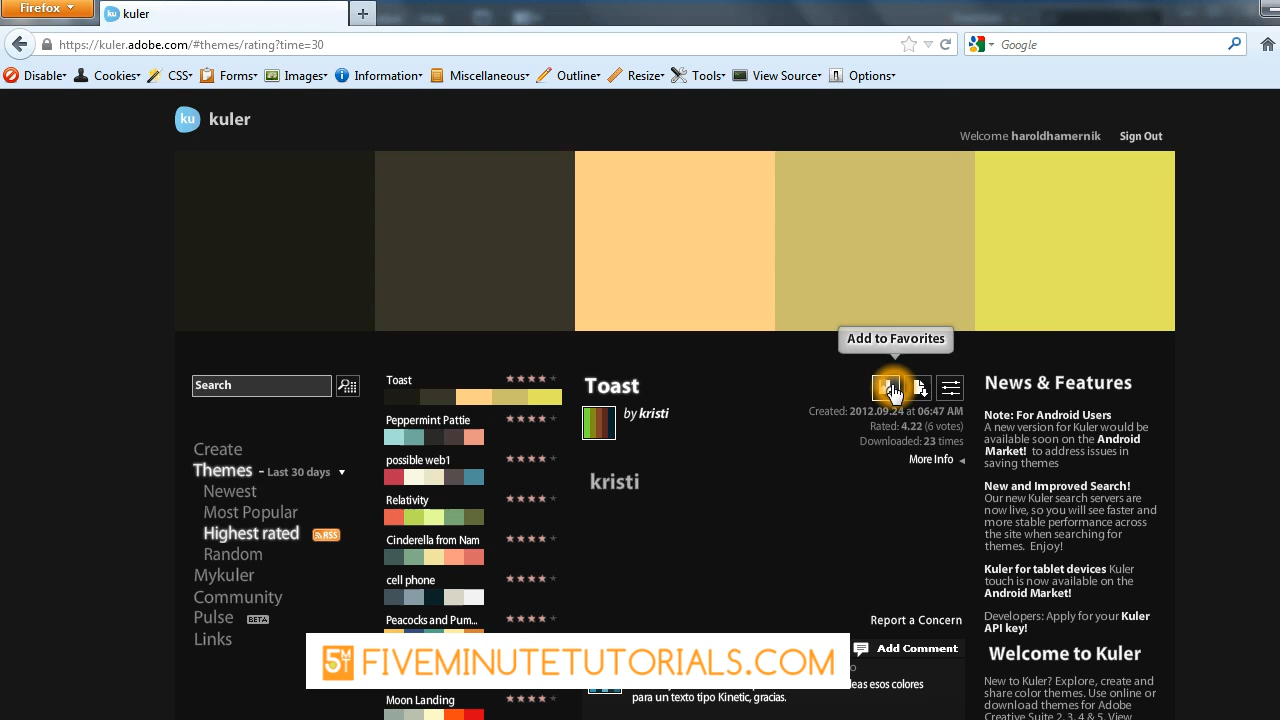 Firefox
kuler
https://kuler.adobe.com/#themes/rating?time=30
Google
Disable
Cookies
CSS
Forms
Images
Information
Miscellaneous
Outline
Resize
Tools
View Source
Options
ku
kuler
Welcome haroldhamernik
Sign Out
Add to Favorites
Search
Create
Themes - Last 30 days
Newest
Most Popular
Highest rated
RSS
Random
Mykuler
Community
Pulse BETA
Links
Toast
Peppermint Pattie
possible web1
Relativity
Cinderella from Nam
cell phone
Peacocks and Pum...
Moon Landing
Toast
by kristi
Created: 2012.09.24 at 06:47 AM
Rated: 4.22 (6 votes)
Downloaded: 23 times
More Info
kristi
Report a Concern
Add Comment
eas esos colores
para un texto tipo Kinetic, gracias.
News & Features
Note: For Android Users
A new version for Kuler would be
available soon on the Android
Market! to address issues in
saving themes
New and Improved Search!
Our new Kuler search servers are
now live, so you will see faster and
more stable performance across
the site when searching for
themes. Enjoy!
Kuler for tablet devices Kuler
touch is now available on the
Android Market!
Developers: Apply for your Kuler
API key!
Welcome to Kuler
New to Kuler? Explore, create and
share color themes. Use online or
download themes for Adobe
Creative Suite 2, 3, 4 & 5. View
5MT FIVEMINUTETUTORIALS.COM